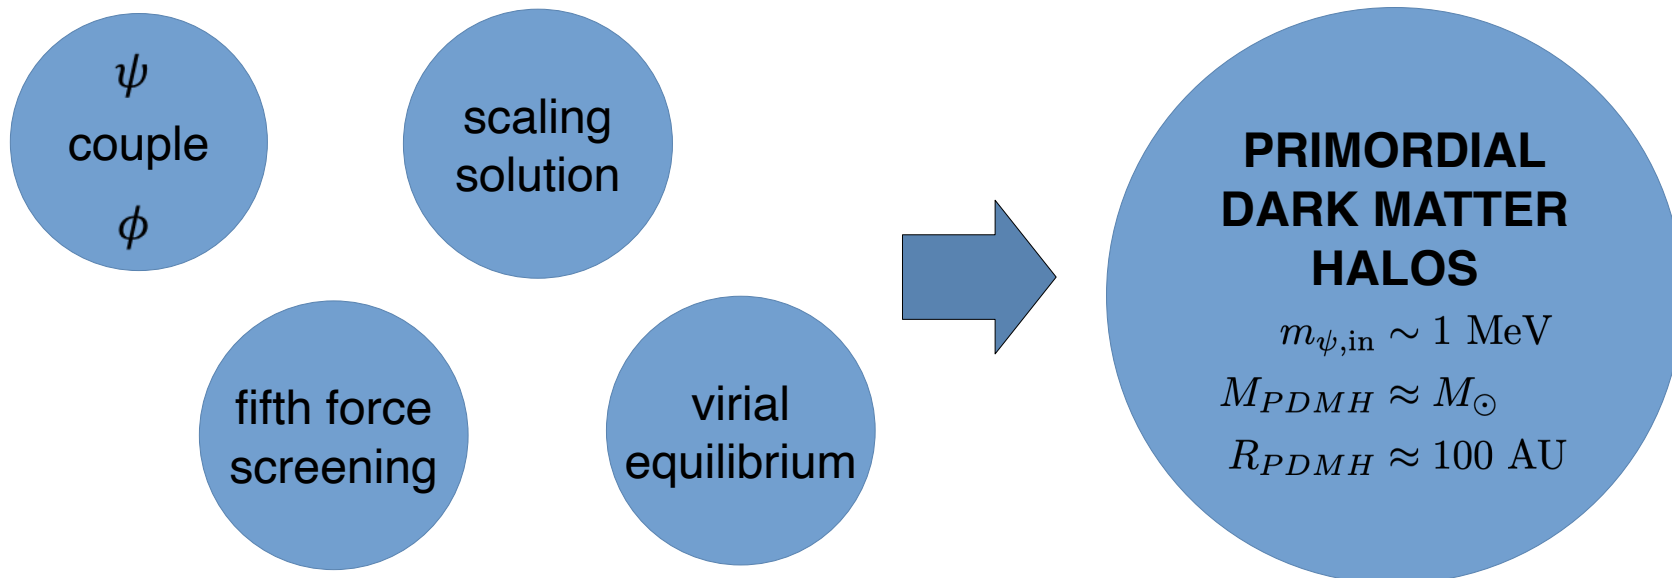 ψ
couple
ϕ
scaling
solution
fifth force
screening
virial
equilibrium
PRIMORDIAL
DARK MATTER
HALOS
m_{ψ,in} ∼ 1 MeV
M_{PDMH} ≈ M_⊙
R_{PDMH} ≈ 100 AU